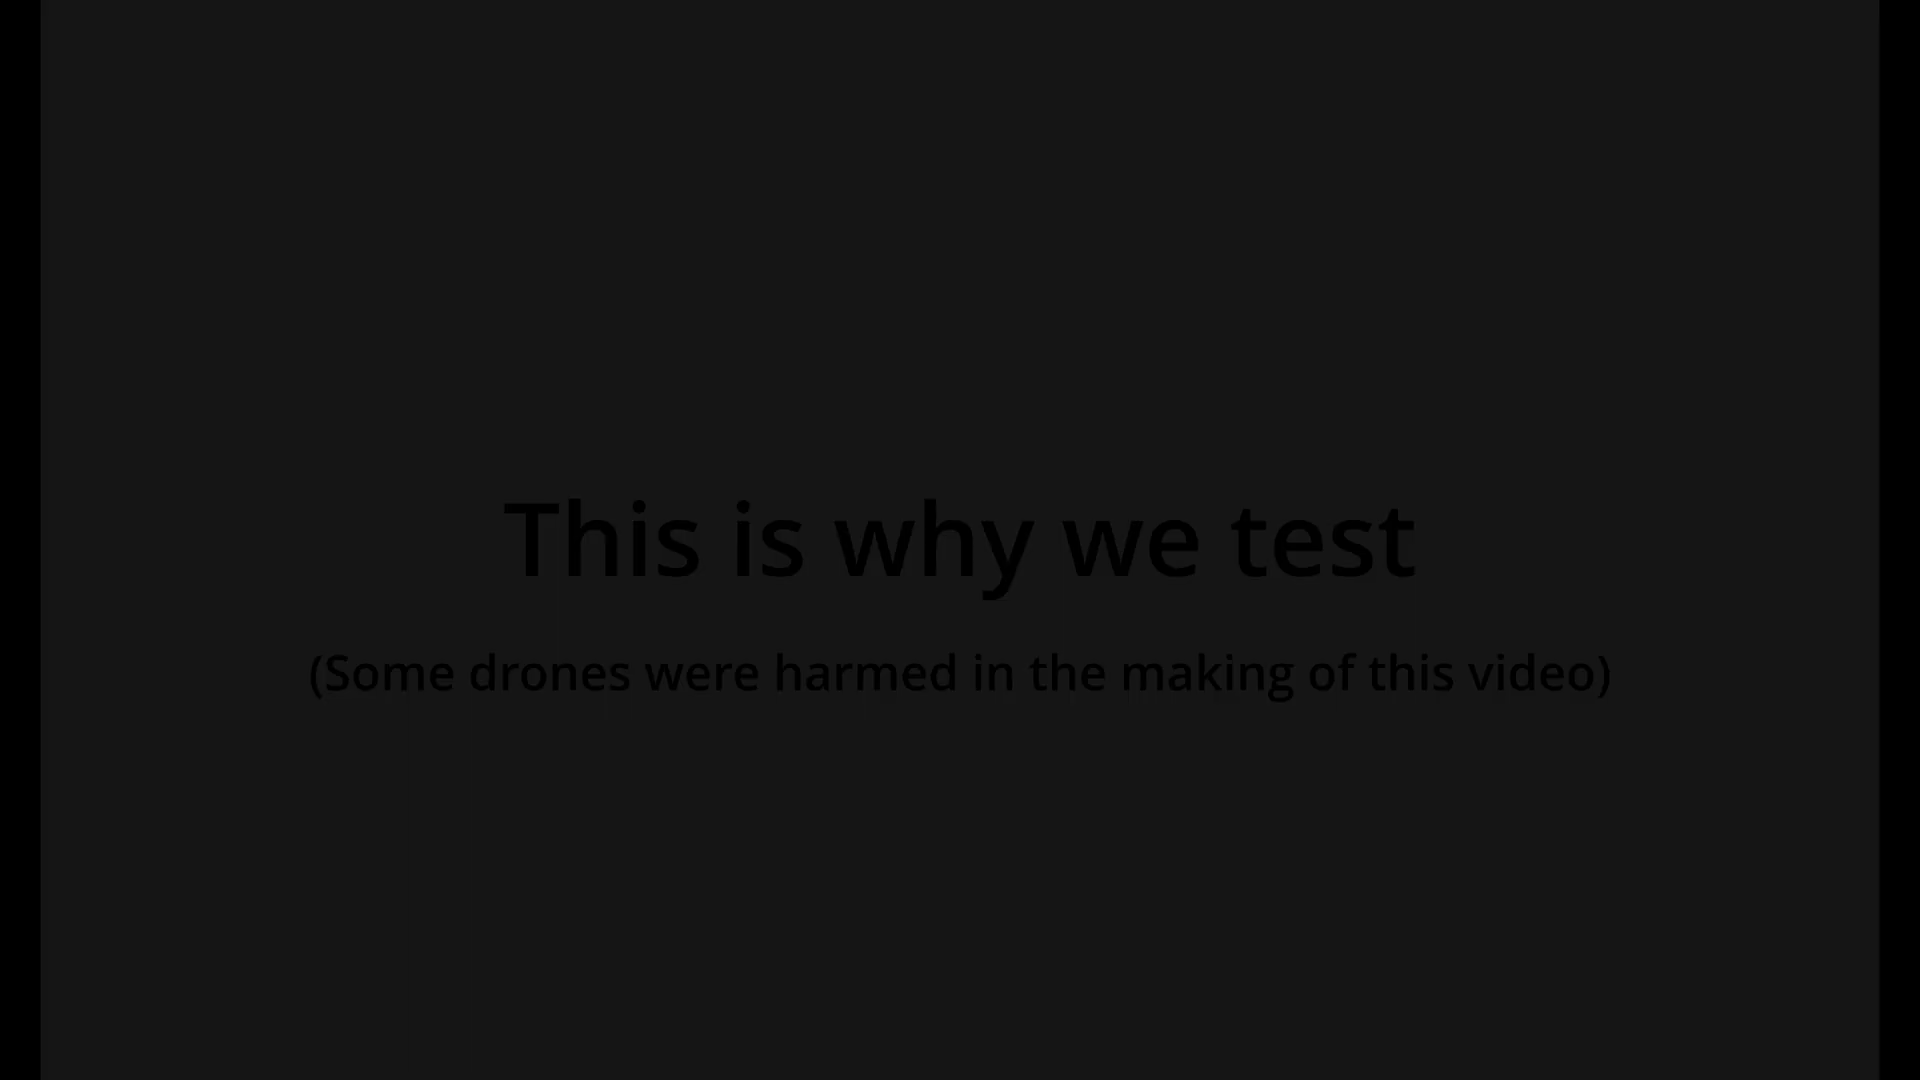 This is why we test
(Some drones were harmed in the making of this video)